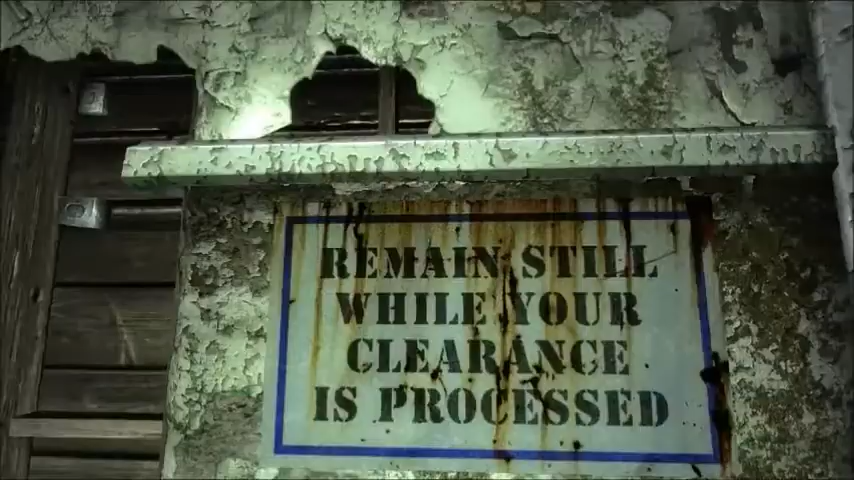 REMAIN STILL
WHILE YOUR
CLEARANCE
IS PROCESSED